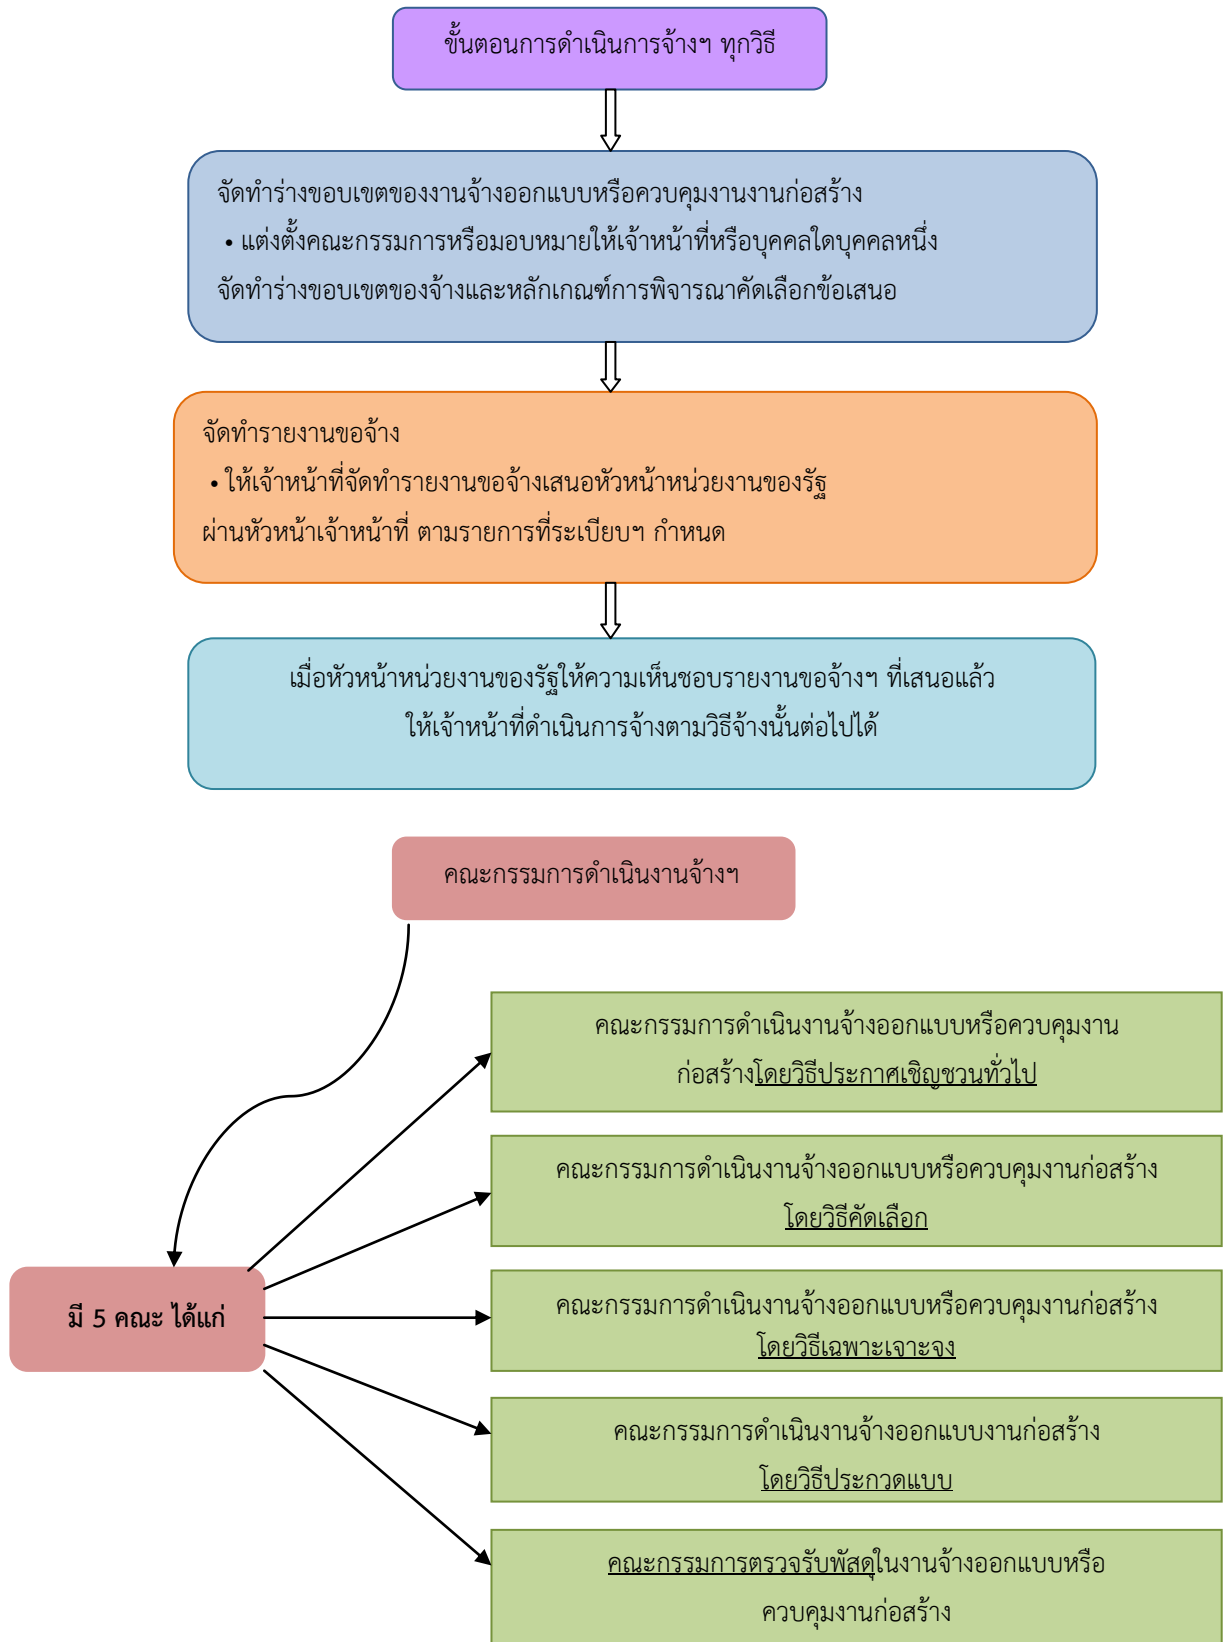 ขั้นตอนการดำเนินการจ้างฯ ทุกวิธี
จัดทำร่างขอบเขตของงานจ้างออกแบบหรือควบคุมงานงานก่อสร้าง
• แต่งตั้งคณะกรรมการหรือมอบหมายให้เจ้าหน้าที่หรือบุคคลใดบุคคลหนึ่ง
จัดทำร่างขอบเขตของจ้างและหลักเกณฑ์การพิจารณาคัดเลือกข้อเสนอ
จัดทำรายงานขอจ้าง
• ให้เจ้าหน้าที่จัดทำรายงานขอจ้างเสนอหัวหน้าหน่วยงานของรัฐ
ผ่านหัวหน้าเจ้าหน้าที่ ตามรายการที่ระเบียบฯ กำหนด
เมื่อหัวหน้าหน่วยงานของรัฐให้ความเห็นชอบรายงานขอจ้างฯ ที่เสนอแล้ว
ให้เจ้าหน้าที่ดำเนินการจ้างตามวิธีจ้างนั้นต่อไปได้
คณะกรรมการดำเนินงานจ้างฯ
มี 5 คณะ ได้แก่
คณะกรรมการดำเนินงานจ้างออกแบบหรือควบคุมงาน
ก่อสร้างโดยวิธีประกาศเชิญชวนทั่วไป
คณะกรรมการดำเนินงานจ้างออกแบบหรือควบคุมงานก่อสร้าง
โดยวิธีคัดเลือก
คณะกรรมการดำเนินงานจ้างออกแบบหรือควบคุมงานก่อสร้าง
โดยวิธีเฉพาะเจาะจง
คณะกรรมการดำเนินงานจ้างออกแบบงานก่อสร้าง
โดยวิธีประกวดแบบ
คณะกรรมการตรวจรับพัสดุในงานจ้างออกแบบหรือ
ควบคุมงานก่อสร้าง